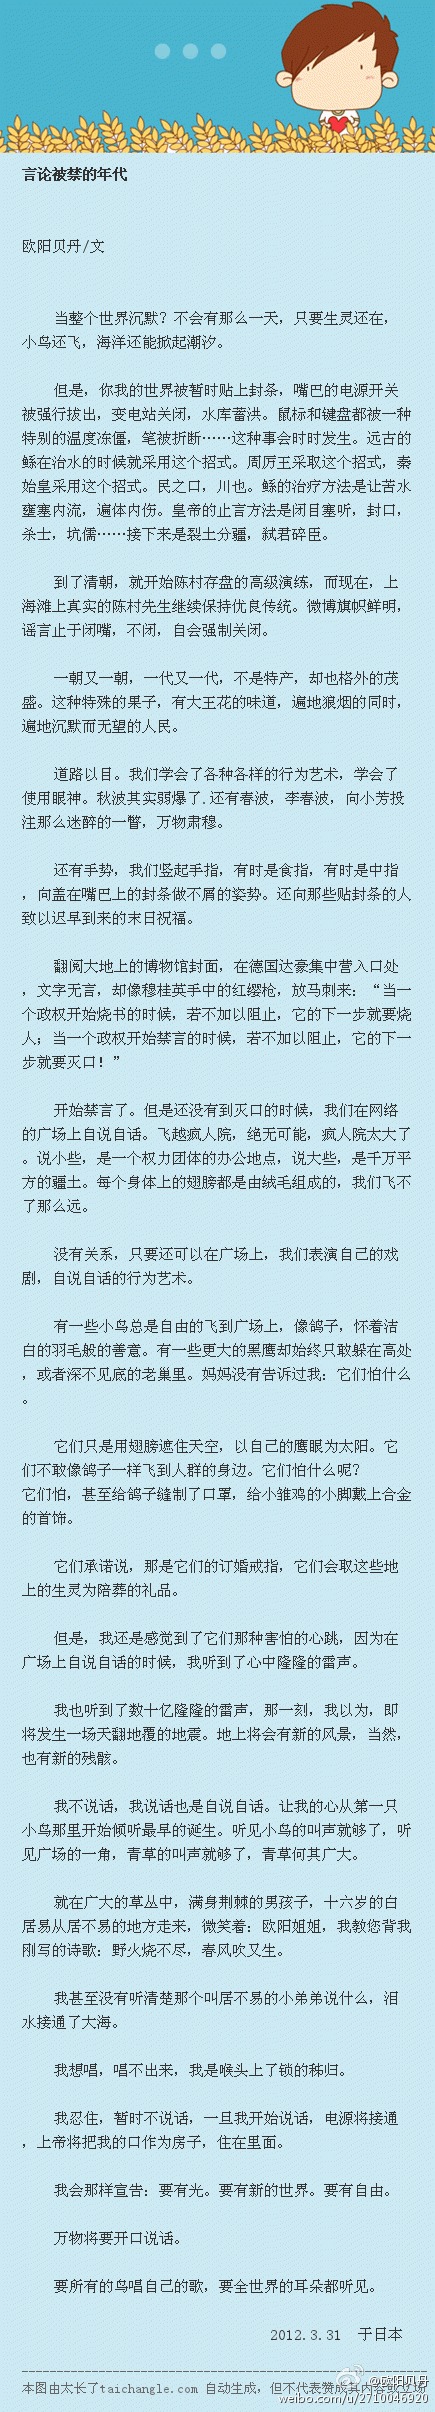 言论被禁的年代
欧阳贝丹/文
当整个世界沉默？不会有那么一天，只要生灵还在，
小鸟还飞，海洋还能掀起潮汐。
但是，你我的世界被暂时贴上封条，嘴巴的电源开关
被强行拔出，变电站关闭，水库蓄洪。鼠标和键盘都被一种
特别的温度冻僵，笔被折断……这种事会时时发生。远古的
鲧在治水的时候就采用这个招式。周厉王采取这个招式，秦
始皇采用这个招式。民之口，川也。鲧的治疗方法是让苦水
壅塞内流，遍体内伤。皇帝的止言方法是闭目塞听，封口，
杀士，坑儒……接下来是裂土分疆，弑君碎臣。
到了清朝，就开始陈村存盘的高级演练，而现在，上
海滩上真实的陈村先生继续保持优良传统。微博旗帜鲜明，
谣言止于闭嘴，不闭，自会强制关闭。
一朝又一朝，一代又一代，不是特产，却也格外的茂
盛。这种特殊的果子，有大王花的味道，遍地狼烟的同时，
遍地沉默而无望的人民。
道路以目。我们学会了各种各样的行为艺术，学会了
使用眼神。秋波其实弱爆了.还有春波，李春波，向小芳投
注那么迷醉的一瞥，万物肃穆。
还有手势，我们竖起手指，有时是食指，有时是中指
，向盖在嘴巴上的封条做不屑的姿势。还向那些贴封条的人
致以迟早到来的末日祝福。
翻阅大地上的博物馆封面，在德国达豪集中营入口处
，文字无言，却像穆桂英手中的红缨枪，放马刺来：“当一
个政权开始烧书的时候，若不加以阻止，它的下一步就要烧
人；当一个政权开始禁言的时候，若不加以阻止，它的下一
步就要灭口！”
开始禁言了。但是还没有到灭口的时候，我们在网络
的广场上自说自话。飞越疯人院，绝无可能，疯人院太大了
。说小些，是一个权力团体的办公地点，说大些，是千万平
方的疆土。每个身体上的翅膀都是由绒毛组成的，我们飞不
了那么远。
没有关系，只要还可以在广场上，我们表演自己的戏
剧，自说自话的行为艺术。
有一些小鸟总是自由的飞到广场上，像鸽子，怀着洁
白的羽毛般的善意。有一些更大的黑鹰却始终只敢躲在高处
，或者深不见底的老巢里。妈妈没有告诉过我：它们怕什么
。
它们只是用翅膀遮住天空，以自己的鹰眼为太阳。它
们不敢像鸽子一样飞到人群的身边。它们怕什么呢？
它们怕，甚至给鸽子缝制了口罩，给小雏鸡的小脚戴上合金
的首饰。
它们承诺说，那是它们的订婚戒指，它们会取这些地
上的生灵为陪葬的礼品。
但是，我还是感觉到了它们那种害怕的心跳，因为在
广场上自说自话的时候，我听到了心中隆隆的雷声。
我也听到了数十亿隆隆的雷声，那一刻，我以为，即
将发生一场天翻地覆的地震。地上将会有新的风景，当然，
也有新的残骸。
我不说话，我说话也是自说自话。让我的心从第一只
小鸟那里开始倾听最早的诞生。听见小鸟的叫声就够了，听
见广场的一角，青草的叫声就够了，青草何其广大。
就在广大的草丛中，满身荆棘的男孩子，十六岁的白
居易从居不易的地方走来，微笑着：欧阳姐姐，我教您背我
刚写的诗歌：野火烧不尽，春风吹又生。
我甚至没有听清楚那个叫居不易的小弟弟说什么，泪
水接通了大海。
我想唱，唱不出来，我是喉头上了锁的秭归。
我忍住，暂时不说话，一旦我开始说话，电源将接通
，上帝将把我的口作为房子，住在里面。
我会那样宣告：要有光。要有新的世界。要有自由。
万物将要开口说话。
要所有的鸟唱自己的歌，要全世界的耳朵都听见。
2012.3.31 于日本
@欧阳贝丹
本图由太长了taichangle.com 自动生成，但不代表赞成其内容或立场
weibo.com/u/2710046920